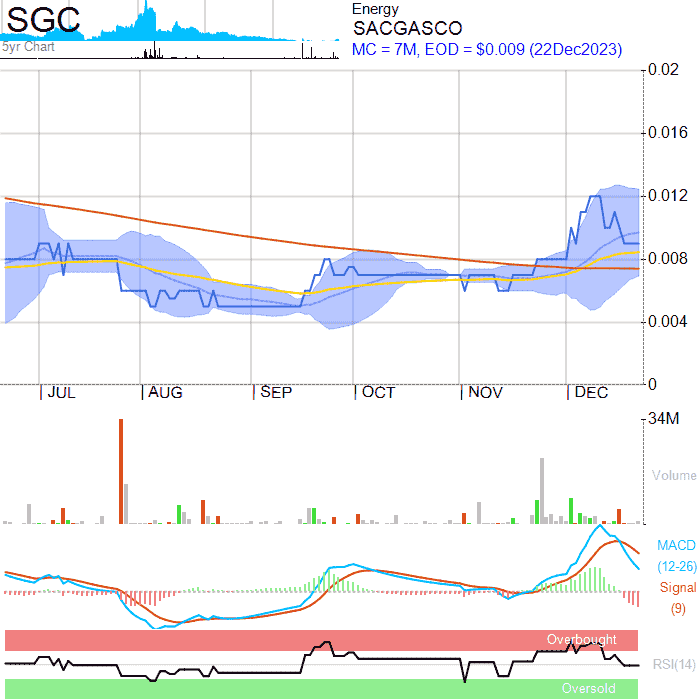 SGC
5yr Chart
Energy
SACGASCO
MC = 7M, EOD = $0.009 (22Dec2023)
0.02
0.016
0.012
0.008
0.004
0
JUL AUG SEP OCT NOV DEC
34M
Volume
MACD
(12-26)
Signal
(9)
Overbought
RSI(14)
Oversold